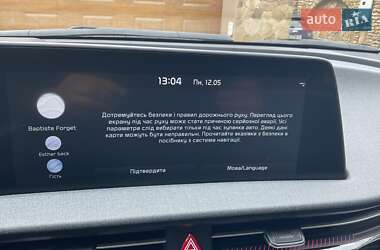 auto RIA
13:04
Пн. 12.05
Дотримуйтесь безпеки і правил дорожнього руху. Перегляд цього
екрану під час руху може стати причиною серйозної аварії. Усі
параметри слід вибирати тільки під час зупинки авто. Деякі дані
карти можуть бути неправильні. Прочитайте вказівки з безпеки в
посібнику з системи навігації.
Baptiste Forget
Esther back
Гість
Підтвердити
Мова/Language